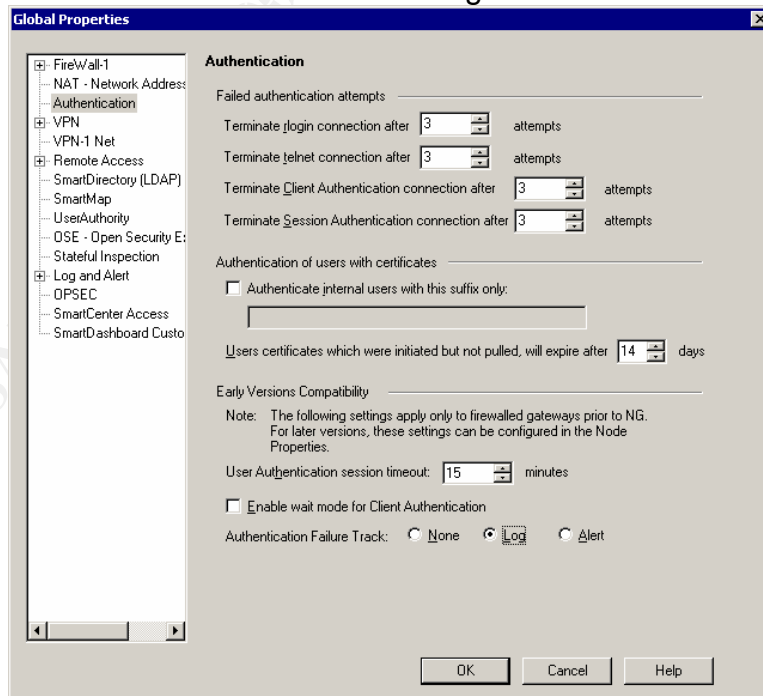 Global Properties
FireWall-1
NAT - Network Address
Authentication
VPN
VPN-1 Net
Remote Access
SmartDirectory (LDAP)
SmartMap
UserAuthority
OSE - Open Security E
Stateful Inspection
Log and Alert
OPSEC
SmartCenter Access
SmartDashboard Custo
Authentication
Failed authentication attempts
Terminate rlogin connection after 3 attempts
Terminate telnet connection after 3 attempts
Terminate Client Authentication connection after 3 attempts
Terminate Session Authentication connection after 3 attempts
Authentication of users with certificates
Authenticate internal users with this suffix only:
Users certificates which were initiated but not pulled, will expire after 14 days
Early Versions Compatibility
Note: The following settings apply only to firewalled gateways prior to NG.
For later versions, these settings can be configured in the Node
Properties.
User Authentication session timeout: 15 minutes
Enable wait mode for Client Authentication
Authentication Failure Track: None Log Alert
OK Cancel Help